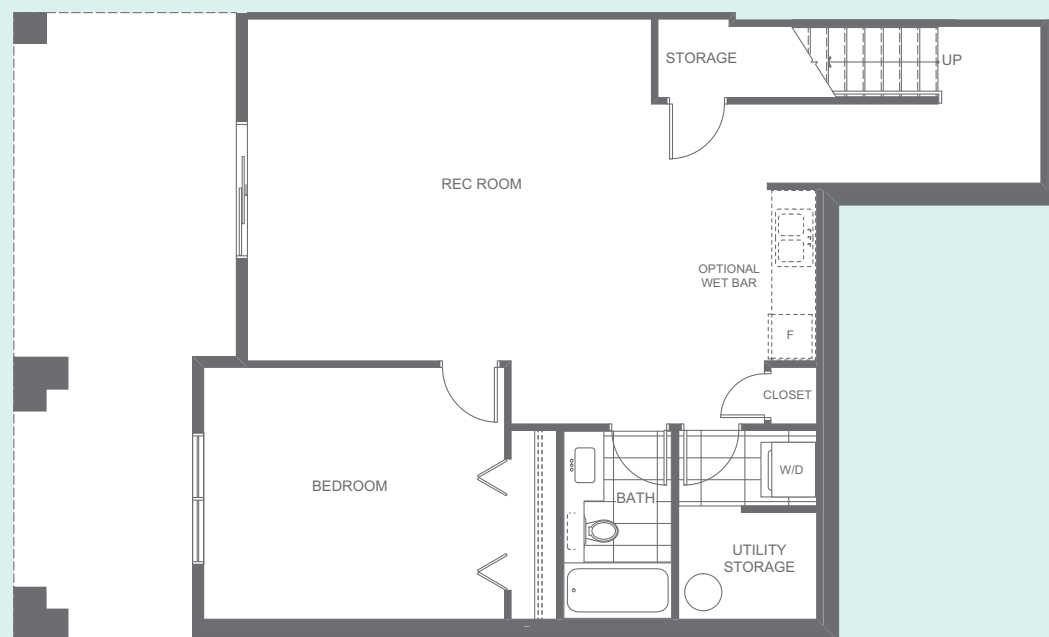 STORAGE
UP
REC ROOM
OPTIONAL
WET BAR
F
CLOSET
W/D
BEDROOM
BATH
UTILITY
STORAGE